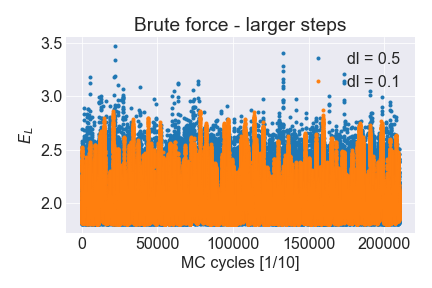 Brute force - larger steps
dl = 0.5
dl = 0.1
E_L
3.5
3.0
2.5
2.0
0
50000
100000
150000
200000
MC cycles [1/10]